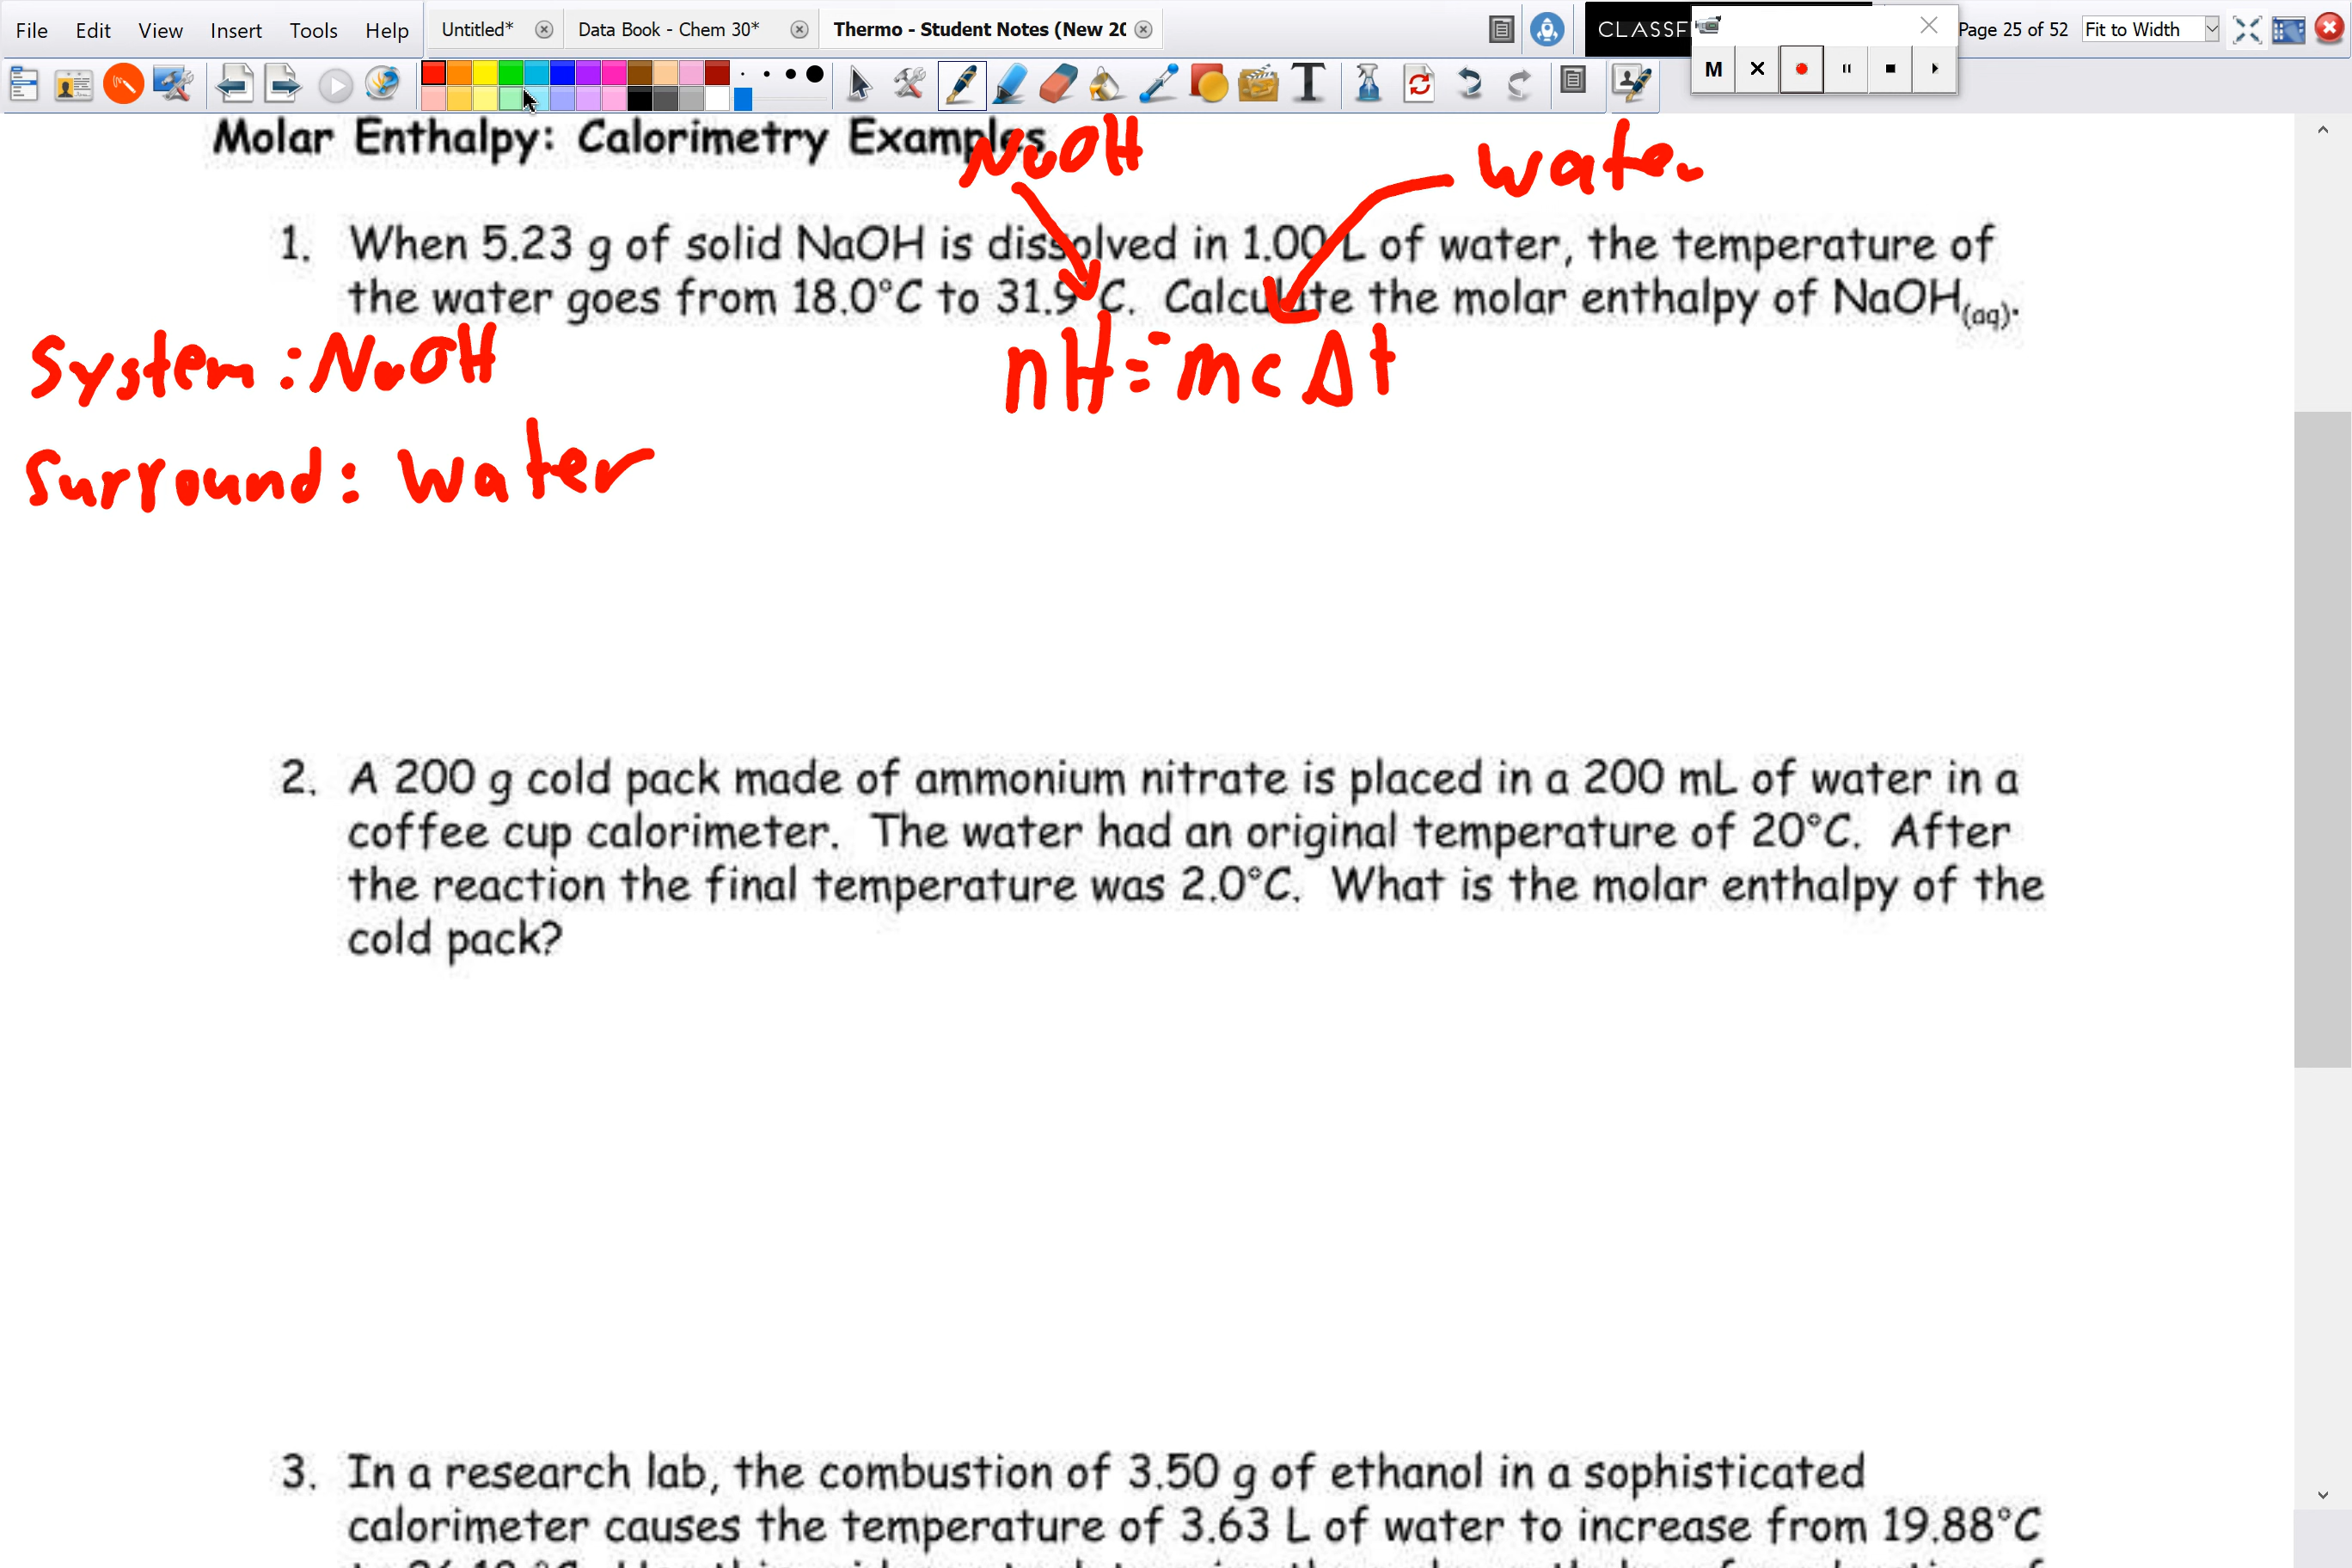 File Edit View Insert Tools Help Untitled* Data Book - Chem 30* Thermo - Student Notes (New 20 CLASSF Page 25 of 52 Fit to Width
M
T
Molar Enthalpy: Calorimetry Examples
NaOH
water
1. When 5.23 g of solid NaOH is dissolved in 1.00 L of water, the temperature of
the water goes from 18.0°C to 31.9°C. Calculate the molar enthalpy of NaOH(aq).
System: NaOH
nH = -mcΔt
Surround: water
2. A 200 g cold pack made of ammonium nitrate is placed in a 200 mL of water in a
coffee cup calorimeter. The water had an original temperature of 20°C. After
the reaction the final temperature was 2.0°C. What is the molar enthalpy of the
cold pack?
3. In a research lab, the combustion of 3.50 g of ethanol in a sophisticated
calorimeter causes the temperature of 3.63 L of water to increase from 19.88°C